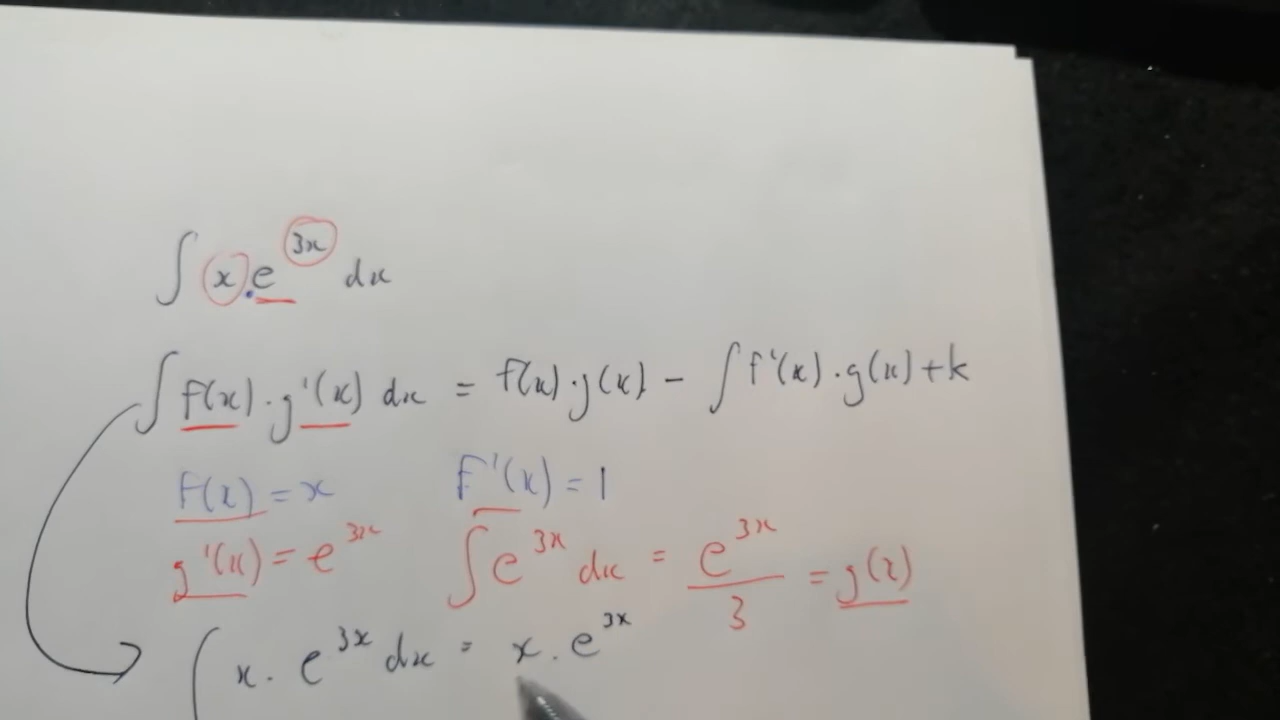 ∫ x.e^{3x} dx
∫ f(x).g'(x) dx = f(x).g(x) - ∫ f'(x).g(x) + k
f(x) = x f'(x) = 1
g'(x) = e^{3x} ∫ e^{3x} dx = e^{3x}/3 = g(x)
∫ x. e^{3x} dx = x. e^{3x}